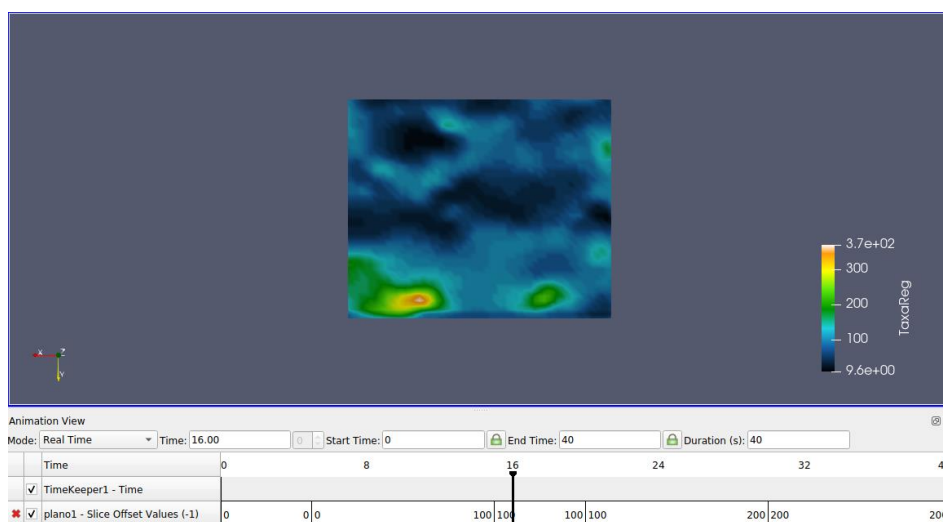 3.7e+02
300
200
100
9.6e+00
TaxaReg
X Z
Y
Animation View
Mode: Real Time Time: 16.00 0 Start Time: 0 End Time: 40 Duration (s): 40
Time 0 8 16 24 32 4
TimeKeeper1 - Time
plano1 - Slice Offset Values (-1) 0 0 0 100 100 100 100 200 200 200